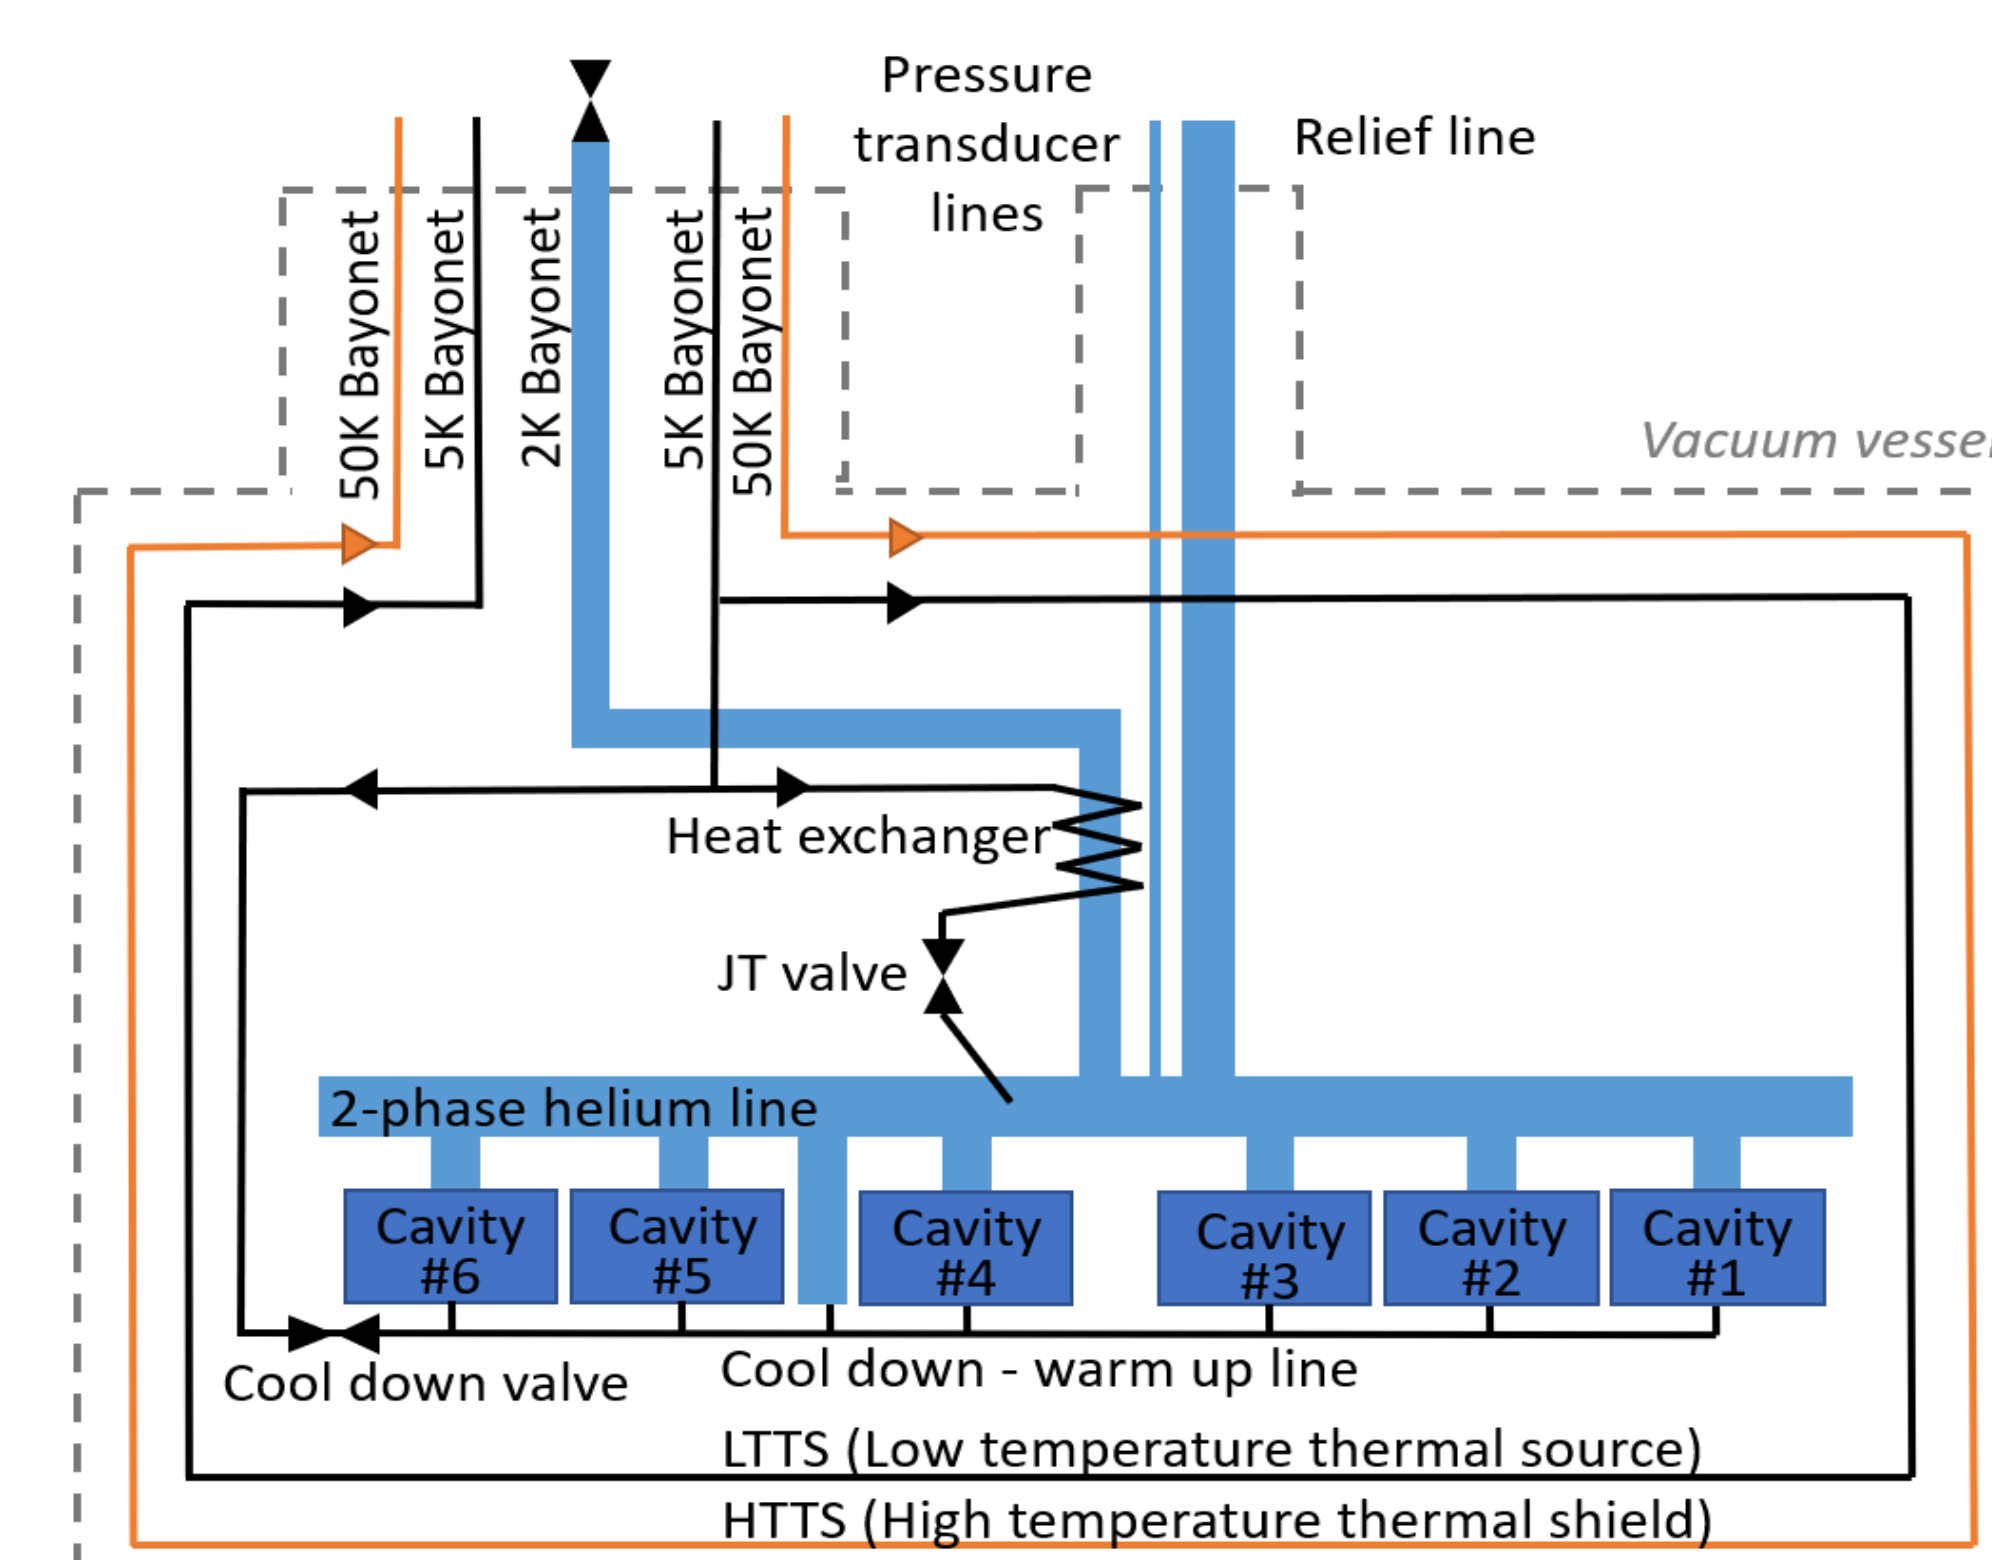 Pressure
transducer
lines
Relief line
50K Bayonet
5K Bayonet
2K Bayonet
5K Bayonet
50K Bayonet
Vacuum vessel
Heat exchanger
JT valve
2-phase helium line
Cavity
#6
Cavity
#5
Cavity
#4
Cavity
#3
Cavity
#2
Cavity
#1
Cool down valve
Cool down - warm up line
LTTS (Low temperature thermal source)
HTTS (High temperature thermal shield)